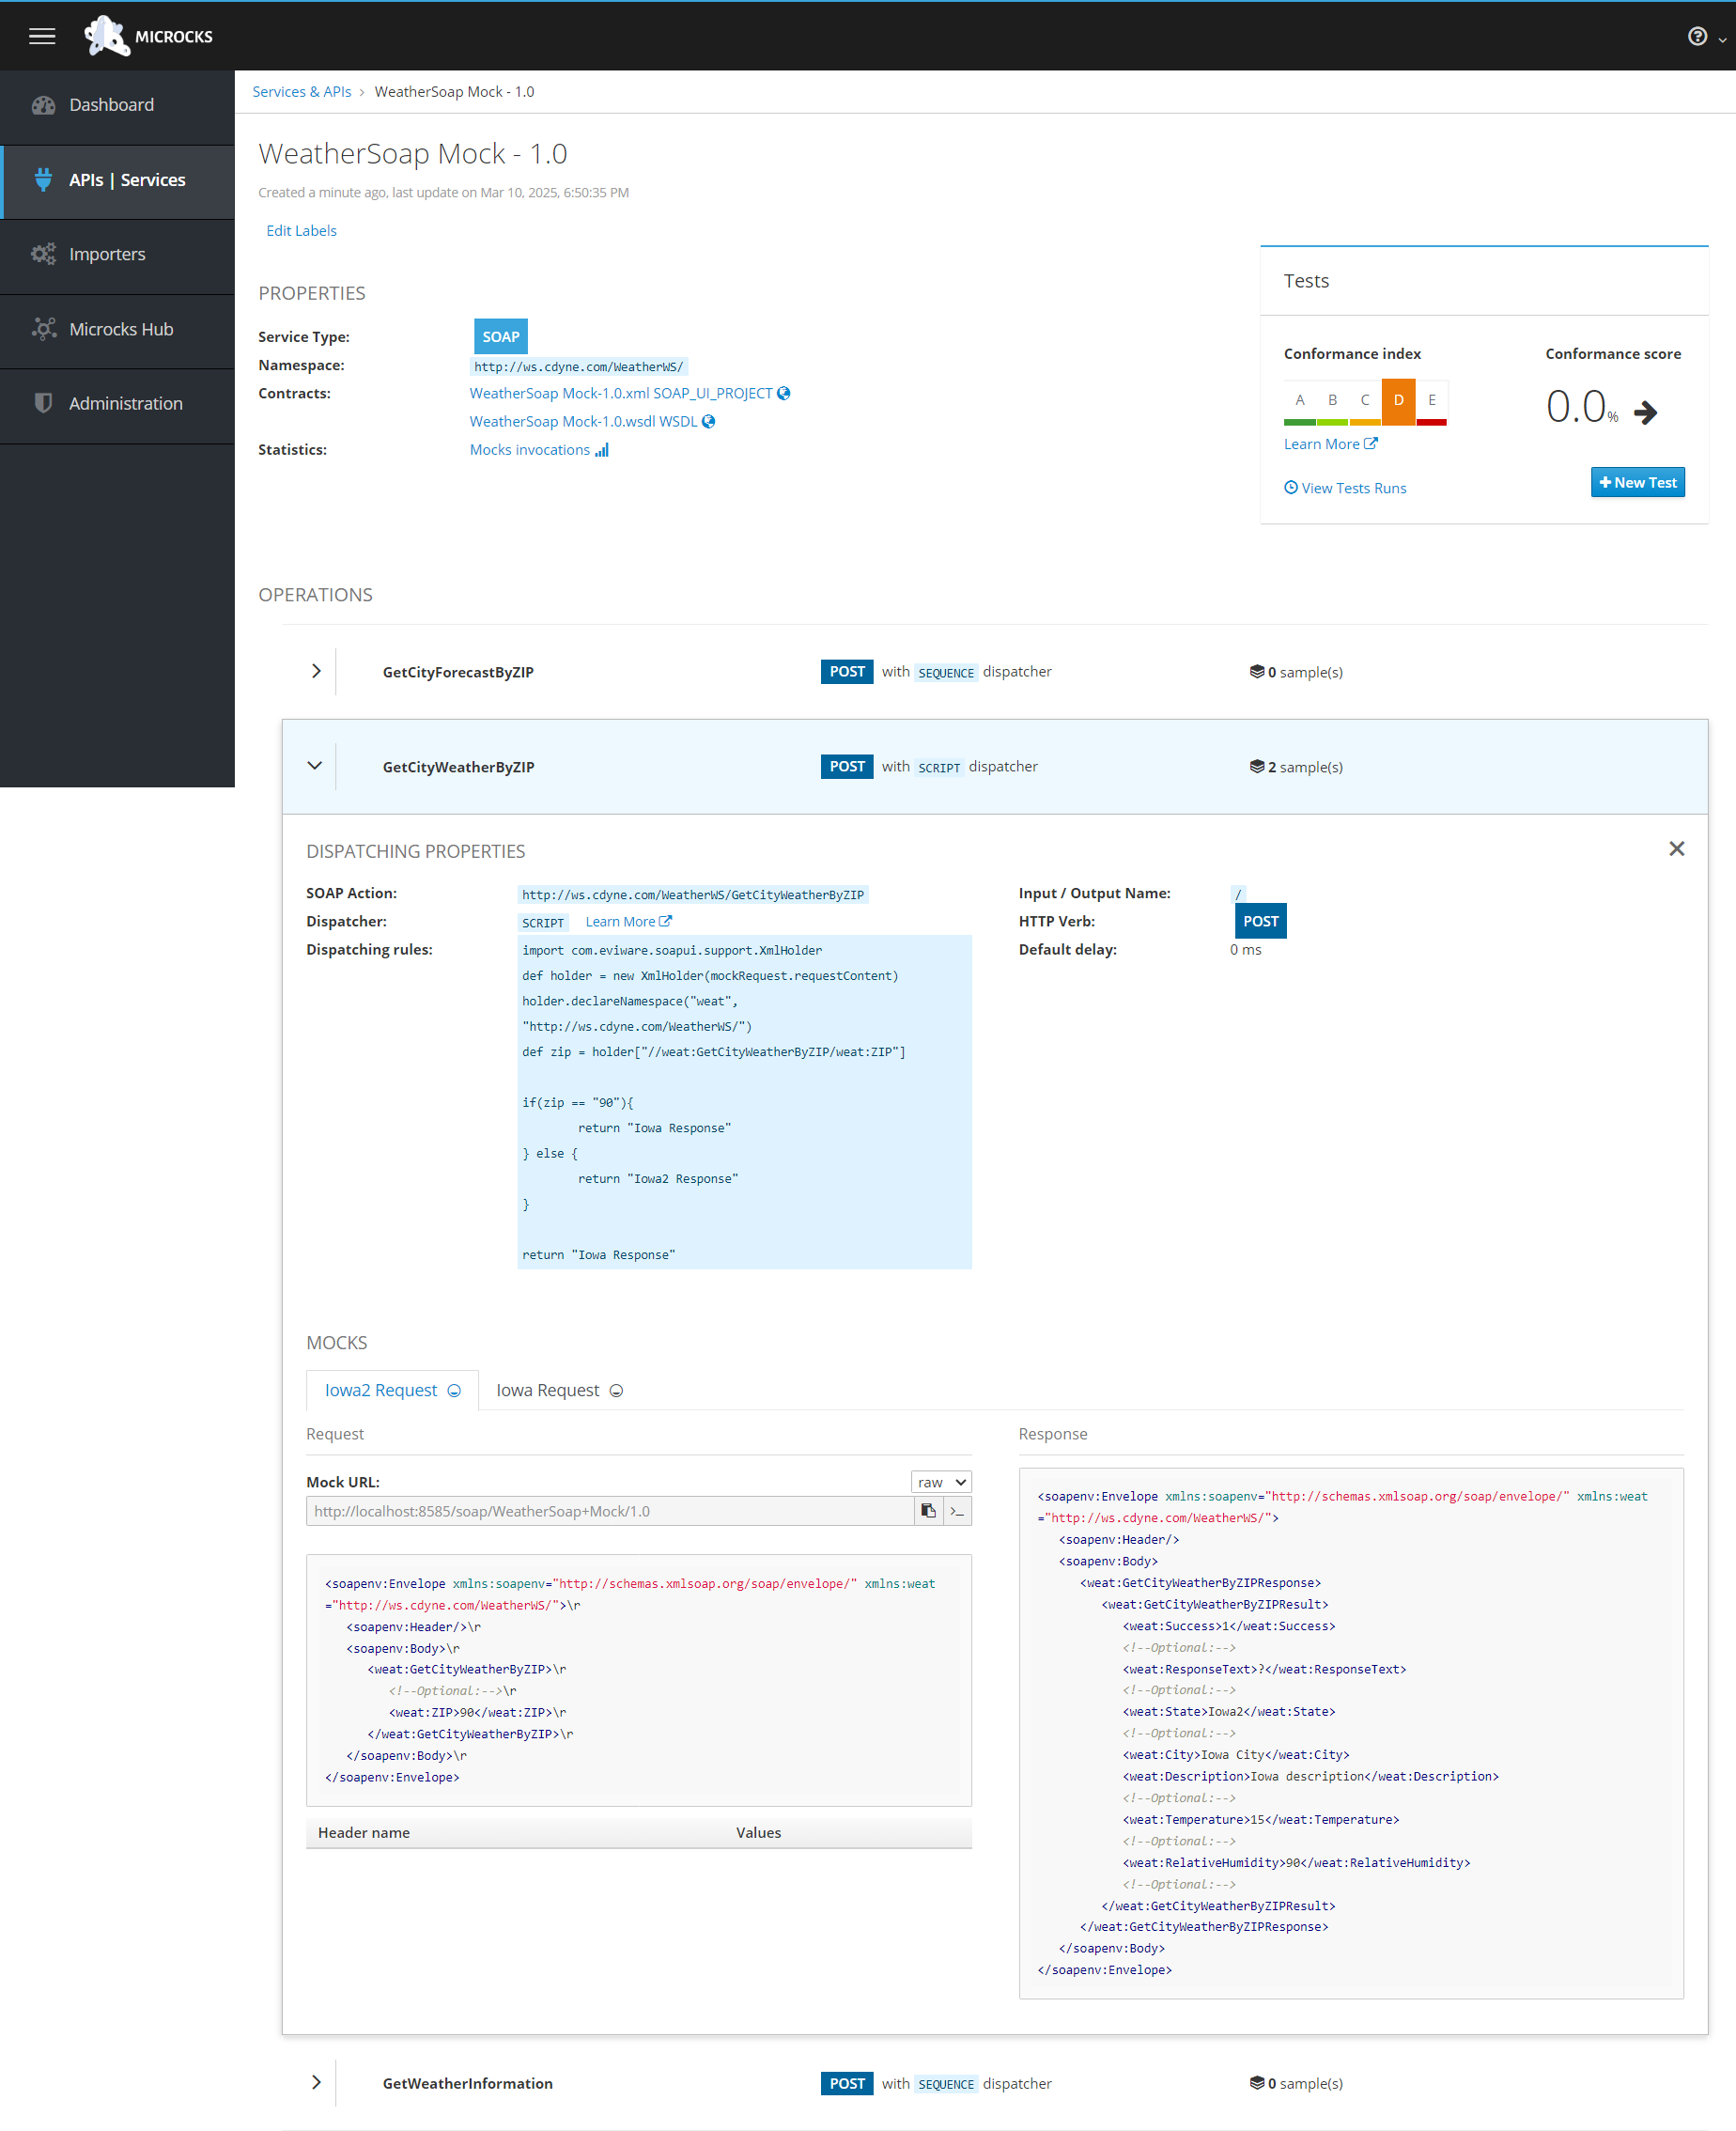 MICROCKS
Dashboard
APIs | Services
Importers
Microcks Hub
Administration
Services & APIs > WeatherSoap Mock - 1.0
WeatherSoap Mock - 1.0
Created a minute ago, last update on Mar 10, 2025, 6:50:35 PM
Edit Labels
PROPERTIES
Service Type: SOAP
Namespace: http://ws.cdyne.com/WeatherWS/
Contracts: WeatherSoap Mock-1.0.xml SOAP_UI_PROJECT
WeatherSoap Mock-1.0.wsdl WSDL
Statistics: Mocks invocations
Tests
Conformance index Conformance score
A B C D E 0.0%
Learn More
View Tests Runs New Test
OPERATIONS
GetCityForecastByZIP POST with SEQUENCE dispatcher 0 sample(s)
GetCityWeatherByZIP POST with SCRIPT dispatcher 2 sample(s)
DISPATCHING PROPERTIES
SOAP Action: http://ws.cdyne.com/WeatherWS/GetCityWeatherByZIP
Dispatcher: SCRIPT Learn More
Dispatching rules:
import com.eviware.soapui.support.XmlHolder
def holder = new XmlHolder(mockRequest.requestContent)
holder.declareNamespace("weat",
"http://ws.cdyne.com/WeatherWS/")
def zip = holder["//weat:GetCityWeatherByZIP/weat:ZIP"]
if(zip == "90"){
return "Iowa Response"
} else {
return "Iowa2 Response"
}
return "Iowa Response"
Input / Output Name: /
HTTP Verb: POST
Default delay: 0 ms
MOCKS
Iowa2 Request Iowa Request
Request
Mock URL: raw
http://localhost:8585/soap/WeatherSoap+Mock/1.0 >_
<soapenv:Envelope xmlns:soapenv="http://schemas.xmlsoap.org/soap/envelope/" xmlns:weat
="http://ws.cdyne.com/WeatherWS/">\r
<soapenv:Header/>\r
<soapenv:Body>\r
<weat:GetCityWeatherByZIP>\r
<!--Optional:-->\r
<weat:ZIP>90</weat:ZIP>\r
</weat:GetCityWeatherByZIP>\r
</soapenv:Body>\r
</soapenv:Envelope>
Header name Values
Response
<soapenv:Envelope xmlns:soapenv="http://schemas.xmlsoap.org/soap/envelope/" xmlns:weat
="http://ws.cdyne.com/WeatherWS/">
<soapenv:Header/>
<soapenv:Body>
<weat:GetCityWeatherByZIPResponse>
<weat:GetCityWeatherByZIPResult>
<weat:Success>1</weat:Success>
<!--Optional:-->
<weat:ResponseText>?</weat:ResponseText>
<!--Optional:-->
<weat:State>Iowa2</weat:State>
<!--Optional:-->
<weat:City>Iowa City</weat:City>
<weat:Description>Iowa description</weat:Description>
<!--Optional:-->
<weat:Temperature>15</weat:Temperature>
<!--Optional:-->
<weat:RelativeHumidity>90</weat:RelativeHumidity>
<!--Optional:-->
</weat:GetCityWeatherByZIPResult>
</weat:GetCityWeatherByZIPResponse>
</soapenv:Body>
</soapenv:Envelope>
GetWeatherInformation POST with SEQUENCE dispatcher 0 sample(s)